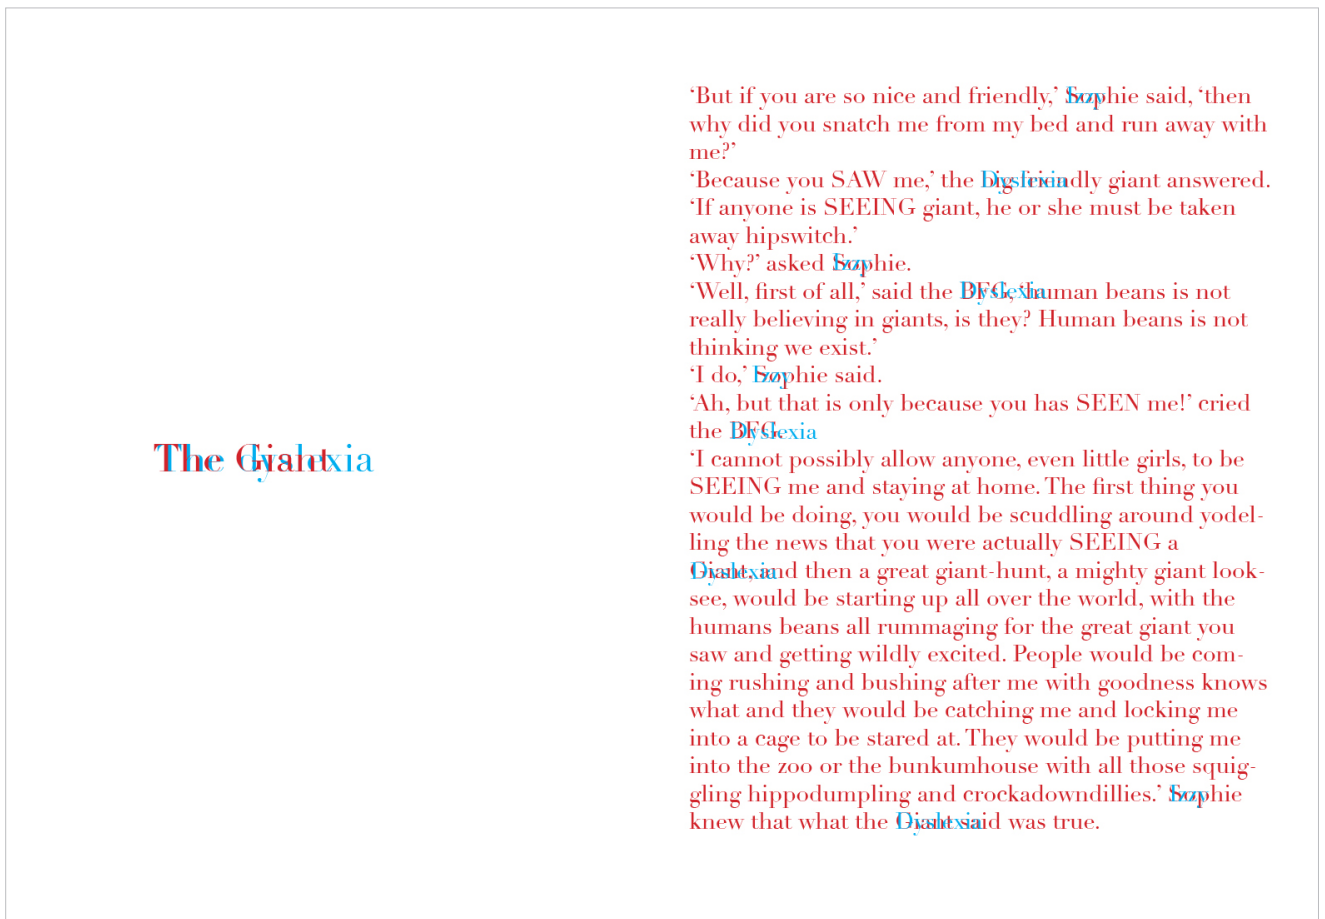 The Giant
The dyslexia
‘But if you are so nice and friendly,’ Sophie said, ‘then
Izzy
why did you snatch me from my bed and run away with
me?’
‘Because you SAW me,’ the big friendly giant answered.
Dyslexia
‘If anyone is SEEING giant, he or she must be taken
away hipswitch.’
‘Why?’ asked Sophie.
Izzy
‘Well, first of all,’ said the BFG, ‘human beans is not
Dyslexia
really believing in giants, is they? Human beans is not
thinking we exist.’
‘I do,’ Sophie said.
Izzy
‘Ah, but that is only because you has SEEN me!’ cried
the BFG.
Dyslexia
‘I cannot possibly allow anyone, even little girls, to be
SEEING me and staying at home. The first thing you
would be doing, you would be scuddling around yodel-
ling the news that you were actually SEEING a
Giant, and then a great giant-hunt, a mighty giant look-
Dyslexia
see, would be starting up all over the world, with the
humans beans all rummaging for the great giant you
saw and getting wildly excited. People would be com-
ing rushing and bushing after me with goodness knows
what and they would be catching me and locking me
into a cage to be stared at. They would be putting me
into the zoo or the bunkumhouse with all those squig-
gling hippodumpling and crockadowndillies.’ Sophie
Izzy
knew that what the Giant said was true.
Dyslexia